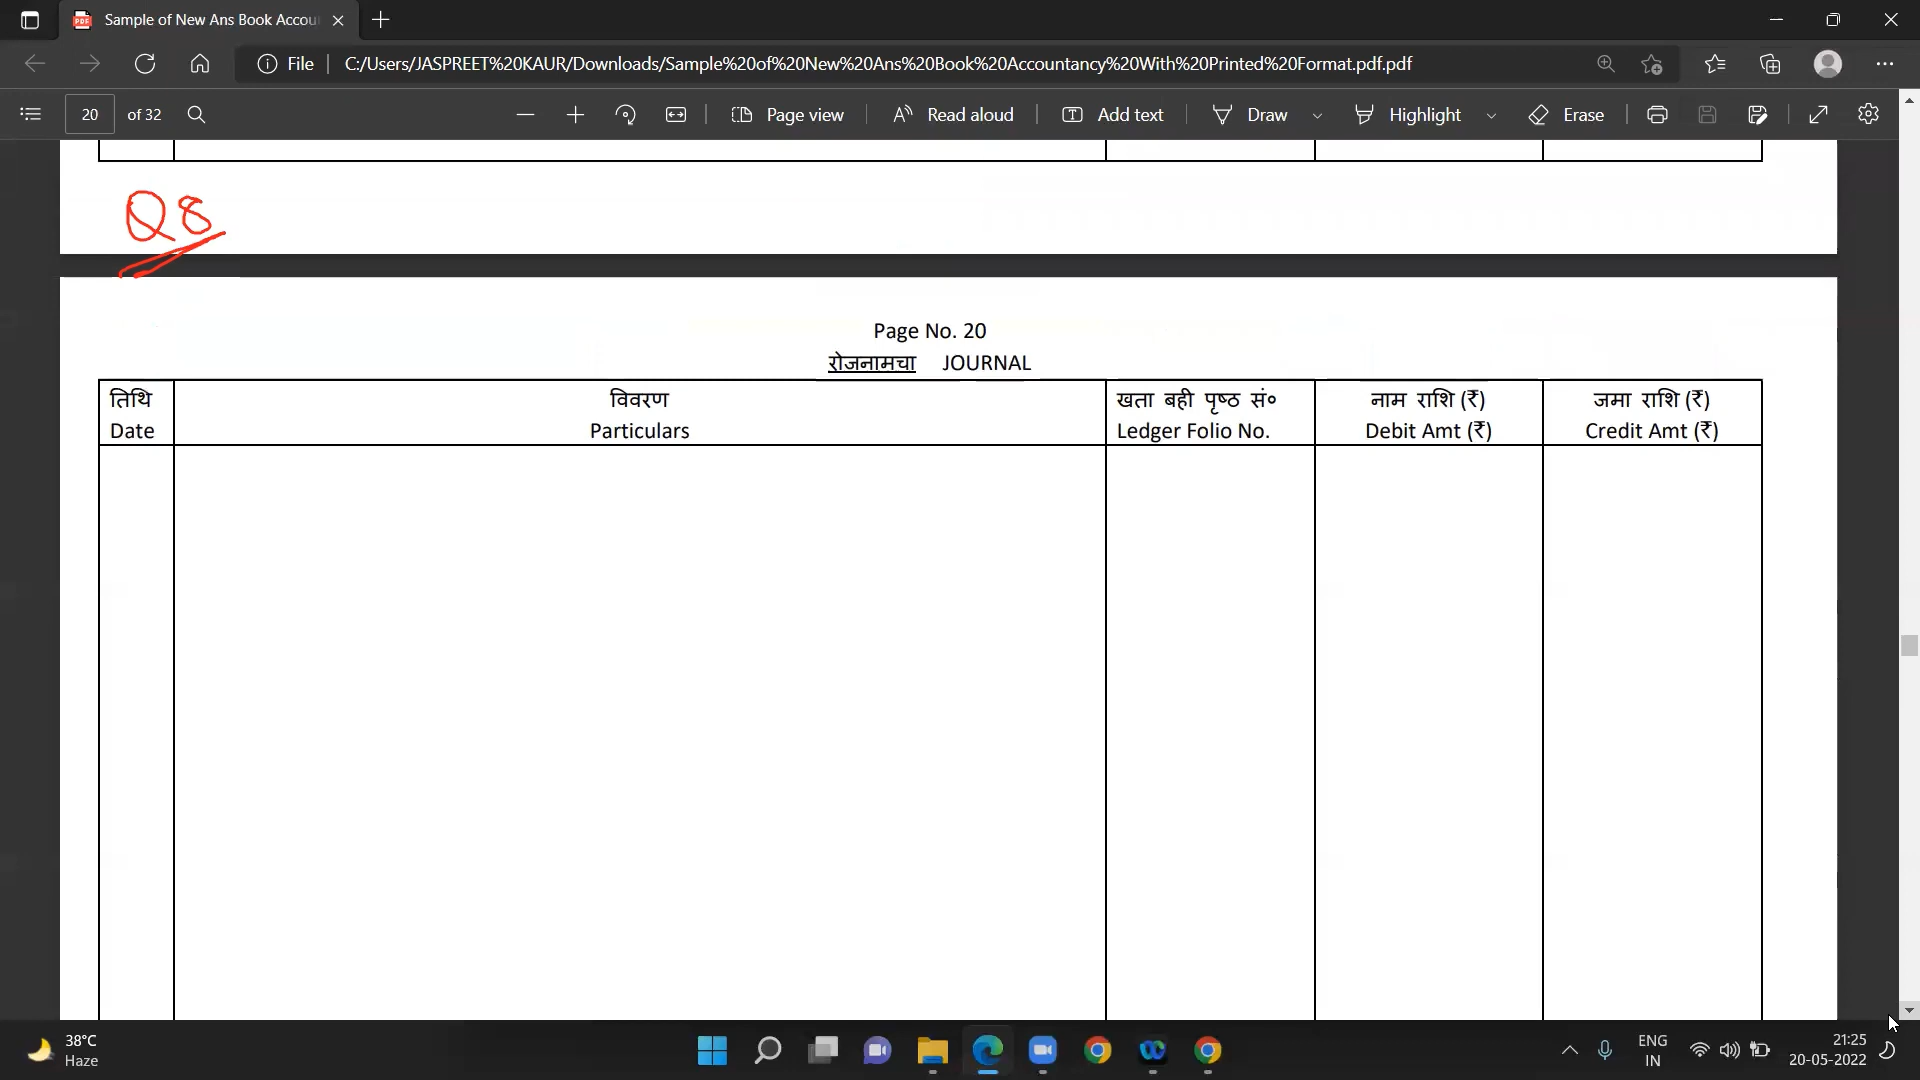 Sample of New Ans Book Accou
File
C:/Users/JASPREET%20KAUR/Downloads/Sample%20of%20New%20Ans%20Book%20Accountancy%20With%20Printed%20Format.pdf.pdf
20 of 32
Page view
Read aloud
Add text
Draw
Highlight
Erase
Q8
Page No. 20
रोजनामचा JOURNAL
तिथि विवरण खता बही पृष्ठ सं० नाम राशि (₹) जमा राशि (₹)
Date Particulars Ledger Folio No. Debit Amt (₹) Credit Amt (₹)
38°C
Haze
ENG
IN
21:25
20-05-2022